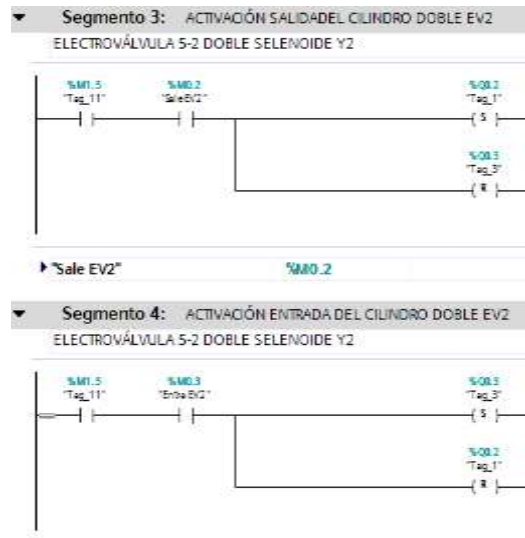 Segmento 3: ACTIVACIÓN SALIDADEL CILINDRO DOBLE EV2
ELECTROVÁLVULA 5-2 DOBLE SELENOIDE Y2
%M1.5 %M0.2 %Q0.2
"Tag_11" "Sale EV2" "Tag_1"
S
%Q0.3
"Tag_3"
R
"Sale EV2" %M0.2
Segmento 4: ACTIVACIÓN ENTRADA DEL CILINDRO DOBLE EV2
ELECTROVÁLVULA 5-2 DOBLE SELENOIDE Y2
%M1.5 %M0.3 %Q0.3
"Tag_11" "Entra EV2" "Tag_3"
S
%Q0.2
"Tag_1"
R